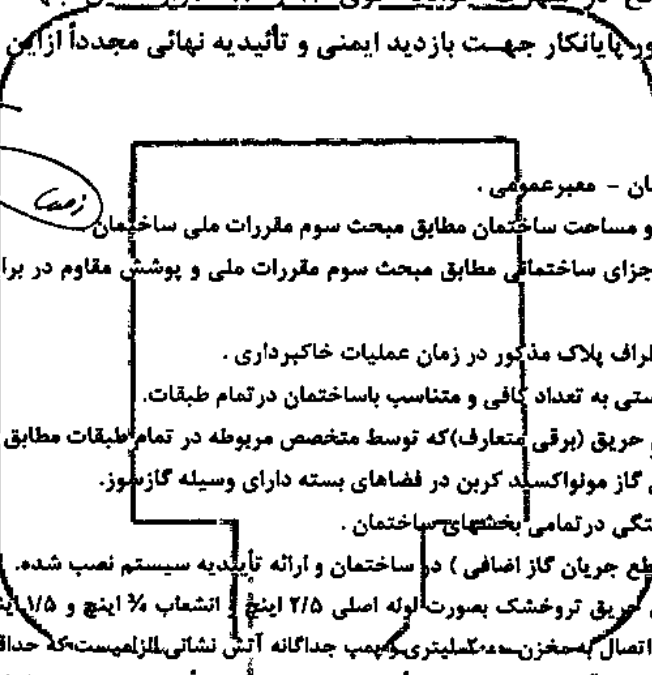 ور پایانکار جهت بازدید ایمنی و تأئیدیه نهائی مجدداً ازاین
ان - معبرعمومی .
و مساحت ساختمان مطابق مبحث سوم مقررات ملی ساختمان
جزای ساختمانی مطابق مبحث سوم مقررات ملی و پوشش مقاوم در برا
طراف پلاک مذکور در زمان عملیات خاکبرداری .
ستی به تعداد کافی و متناسب باساختمان درتمام طبقات.
و حریق (برقی متعارف)که توسط متخصص مربوطه در تمام طبقات مطابق
گاز مونواکسید کربن در فضاهای بسته دارای وسیله گازسوز.
تگی درتمامی بخشهای ساختمان .
طع جریان گاز اضافی ) در ساختمان و ارائه تأییدیه سیستم نصب شده.
حریق تروخشک بصورت لوله اصلی ۲/۵ اینچ انشعاب ¾ اینچ و ۱/۵ این
اتصال به مخزن لیتری و پمپ جداگانه آتش نشانی الزامیست که حداق